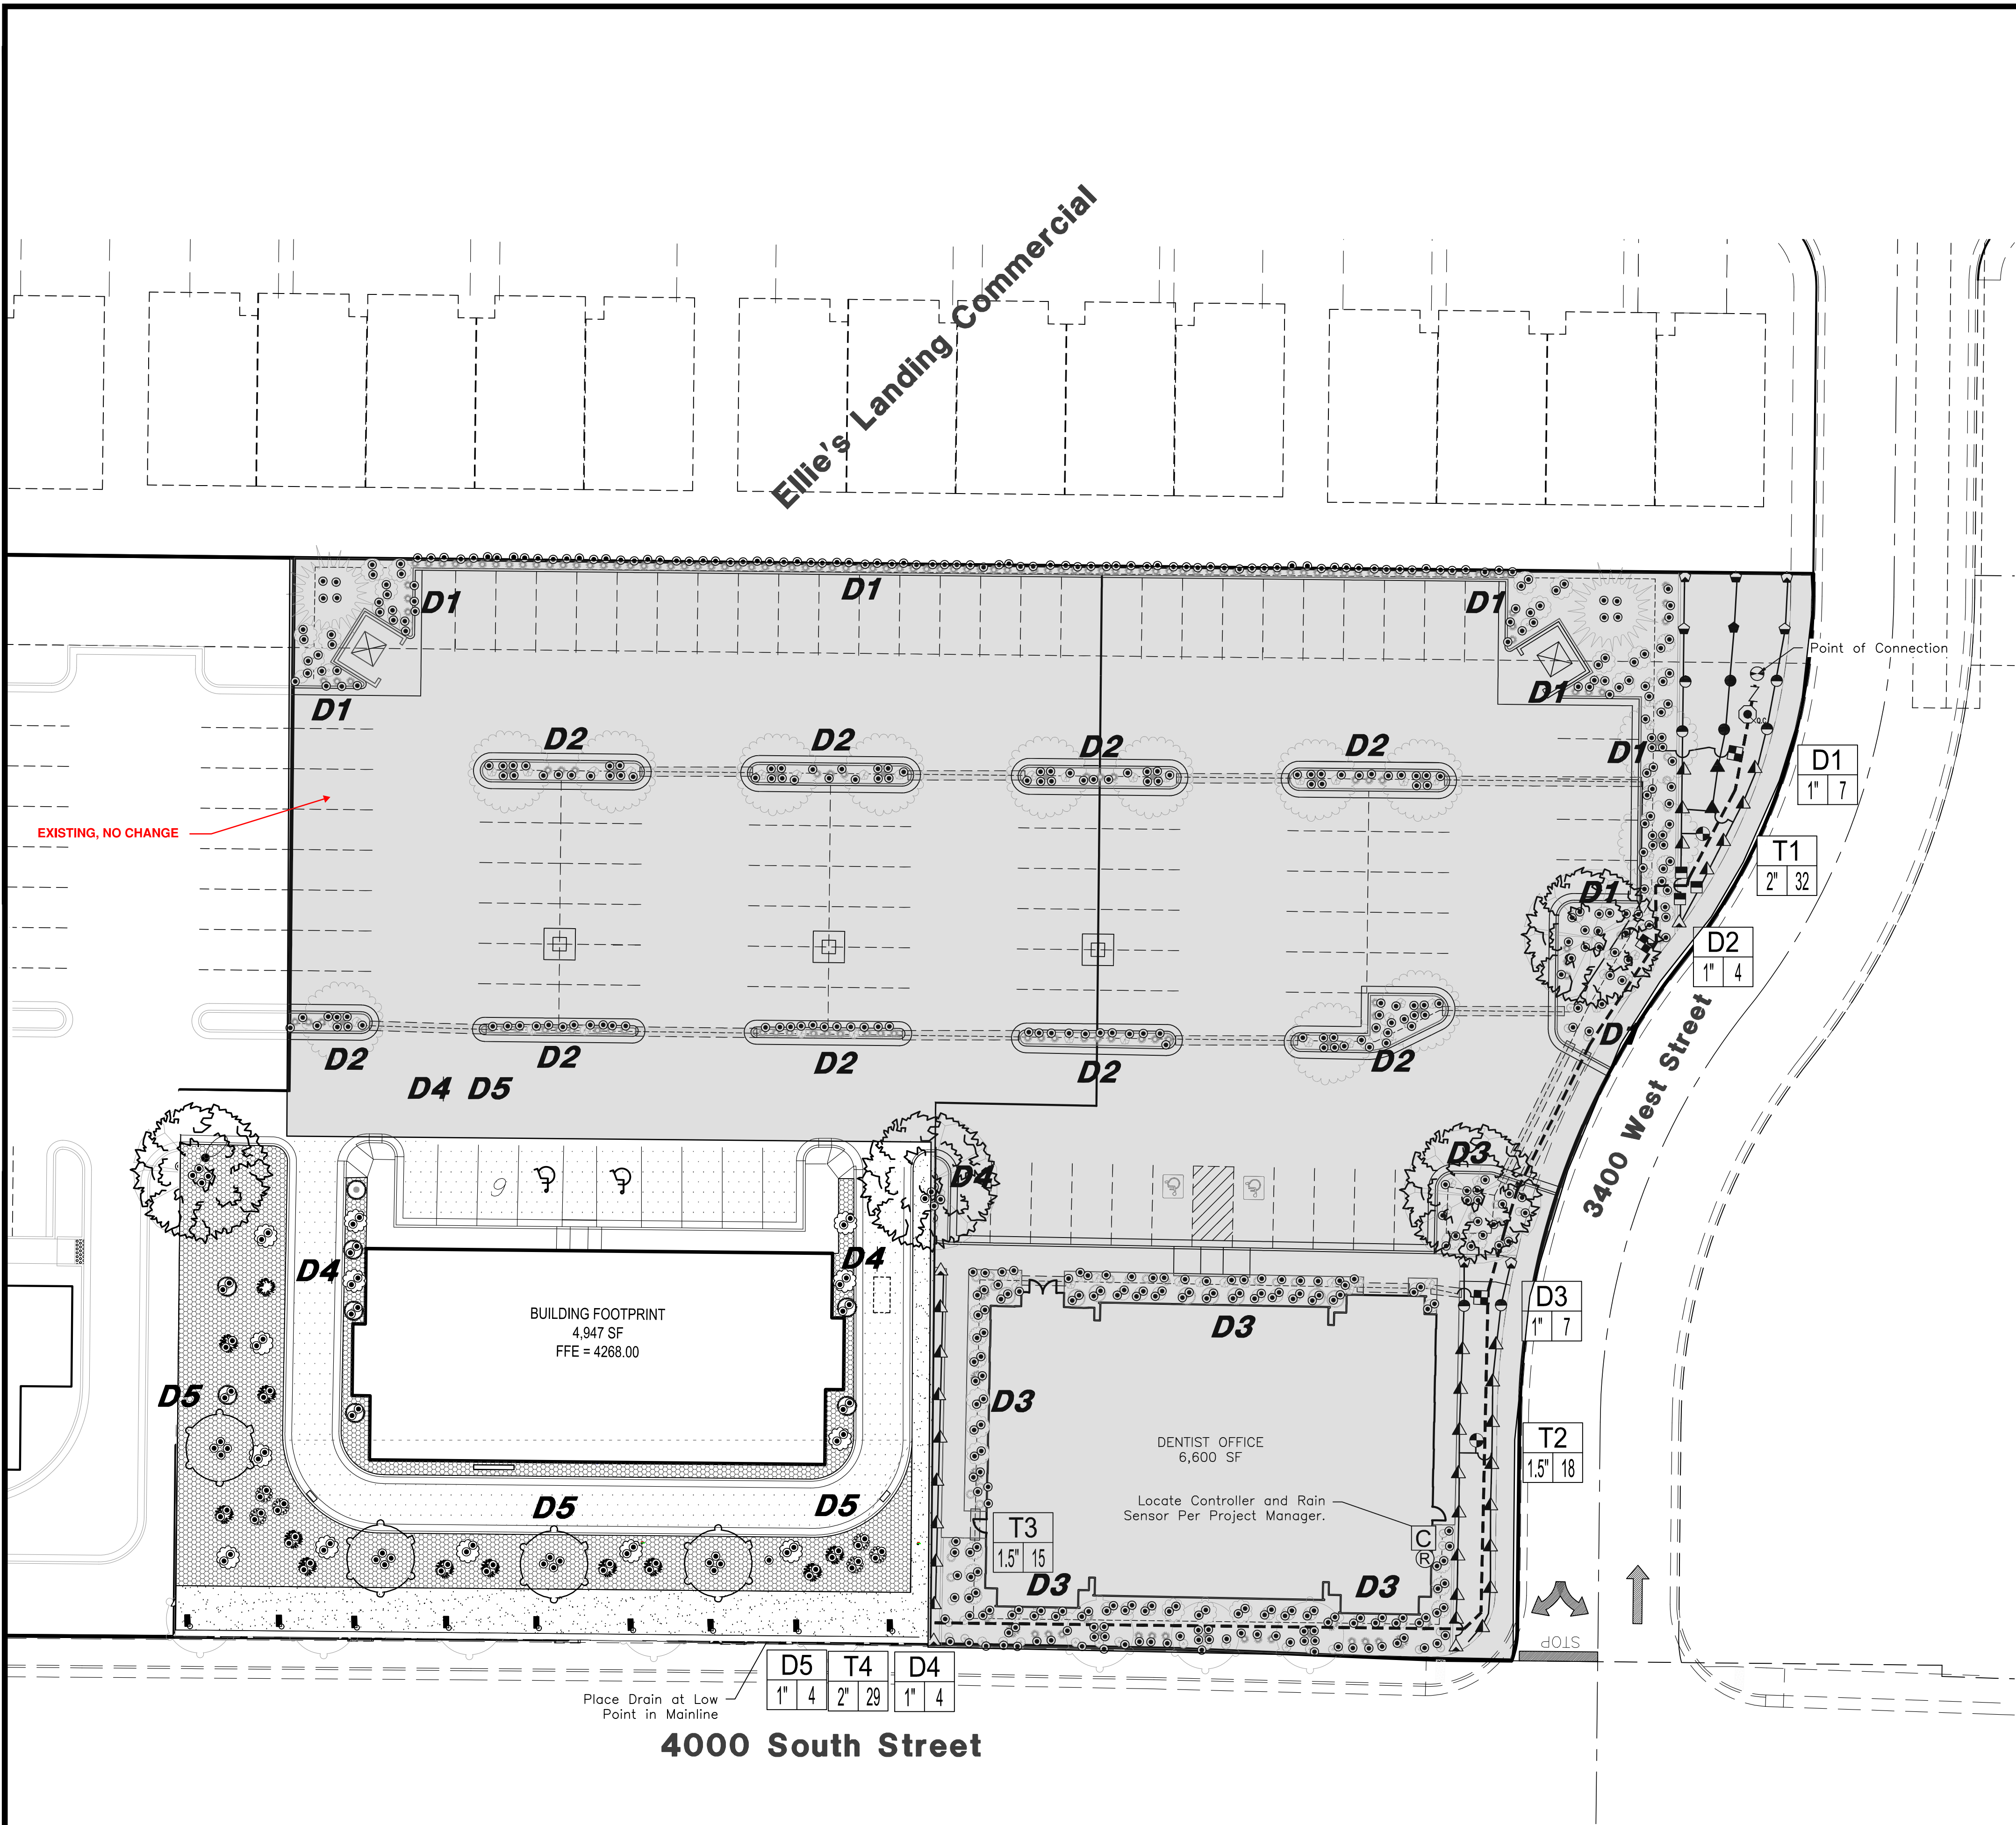 Ellie's Landing Commercial
D1
D1
D1
Point of Connection
D1
D1
D2
D2
D2
D2
D1
D1
1" 7
EXISTING, NO CHANGE
T1
2" 32
D1
D2
1" 4
3400 West Street
D1
D2
D2
D2
D2
D2
D4 D5
9
D4
D3
D4
D4
BUILDING FOOTPRINT
4,947 SF
FFE = 4268.00
D3
1" 7
D3
D5
D3
DENTIST OFFICE
6,600 SF
T2
1.5" 18
D5
D5
Locate Controller and Rain
Sensor Per Project Manager.
T3
1.5" 15
C
R
D3
D3
STOP
D5
1" 4
T4
2" 29
D4
1" 4
Place Drain at Low
Point in Mainline
4000 South Street